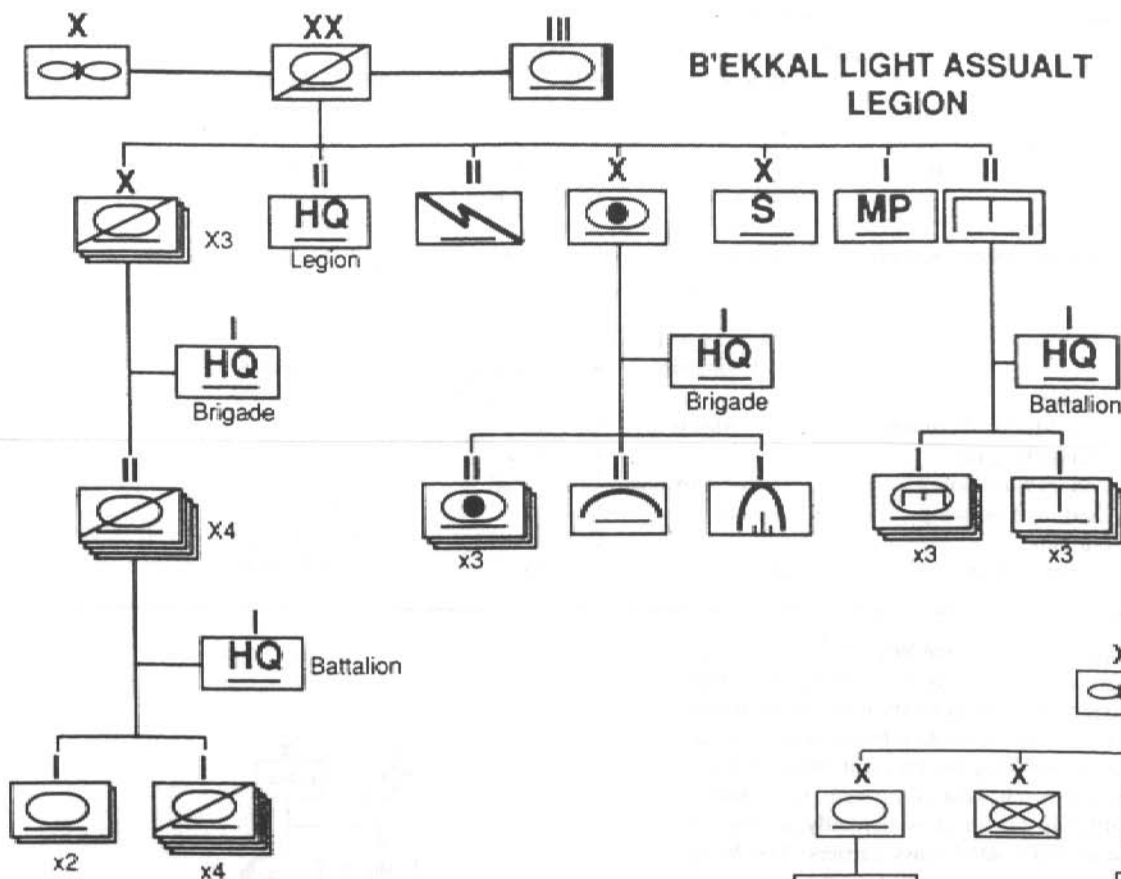 X
XX
III
B'EKKAL LIGHT ASSUALT
LEGION
X
II
II
X
X
I
II
HQ
S
MP
X3
Legion
I
I
I
HQ
HQ
HQ
Brigade
Brigade
Battalion
II
II
II
I
I
I
X4
x3
x3
x3
I
HQ
Battalion
X
I
I
X
X
x2
x4